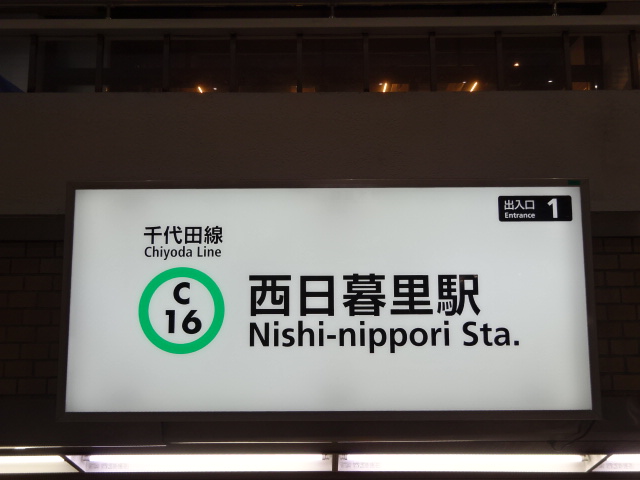 出入口 1
Entrance
千代田線
Chiyoda Line
C
16
西日暮里駅
Nishi-nippori Sta.